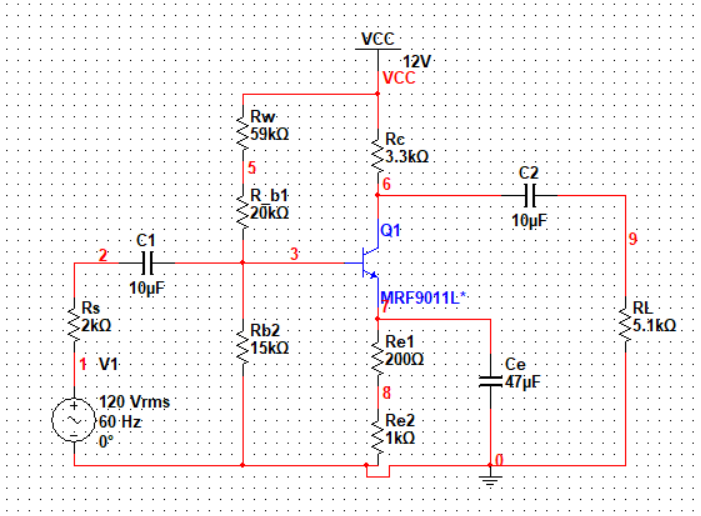 VCC
12V
VCC
Rw
59kΩ
Rc
3.3kΩ
5
6
C2
R_b1
20kΩ
10µF
Q1
C1
2
3
9
10µF
MRF9011L*
7
Rs
2kΩ
RL
5.1kΩ
Rb2
15kΩ
Re1
200Ω
1
V1
Ce
47µF
8
120 Vrms
60 Hz
0°
Re2
1kΩ
0